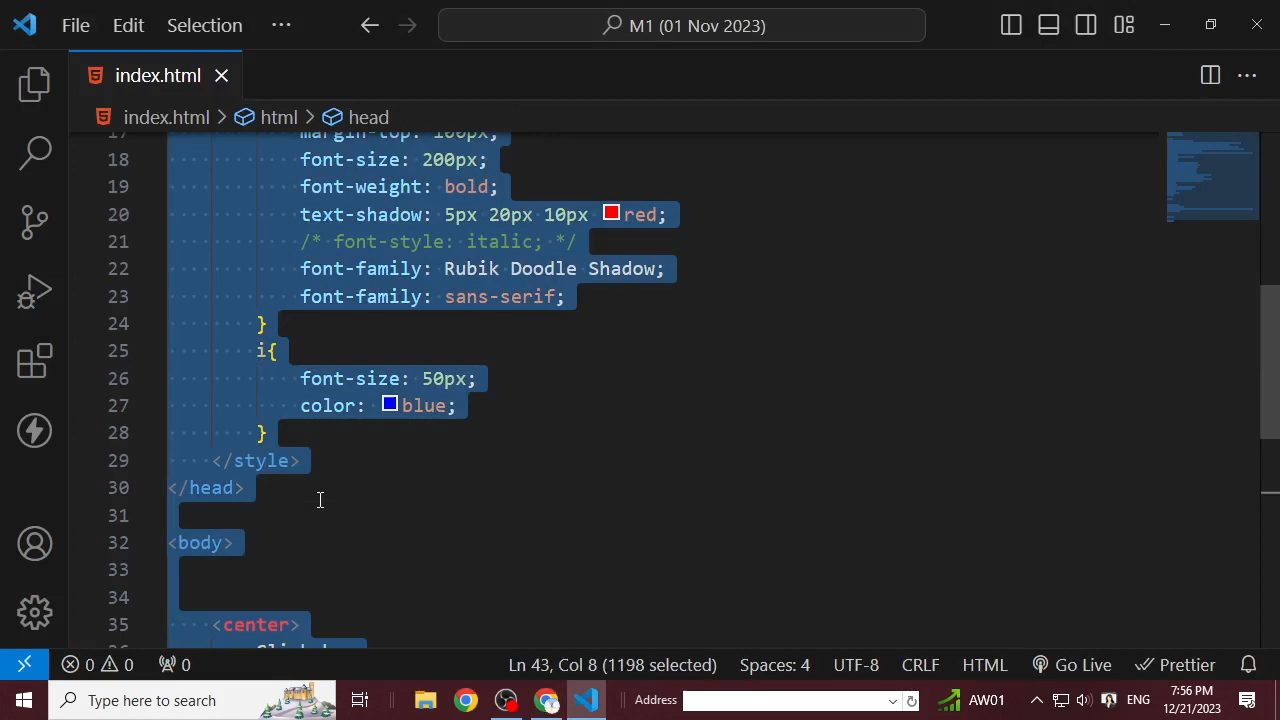 File Edit Selection ··· M1 (01 Nov 2023)
index.html
index.html > html > head
17 margin-top: 100px;
18 font-size: 200px;
19 font-weight: bold;
20 text-shadow: 5px 20px 10px red;
21 /* font-style: italic; */
22 font-family: Rubik Doodle Shadow;
23 font-family: sans-serif;
24 }
25 i{
26 font-size: 50px;
27 color: blue;
28 }
29 </style>
30 </head>
31
32 <body>
33
34
35 <center>
0 0 0 Ln 43, Col 8 (1198 selected) Spaces: 4 UTF-8 CRLF HTML Go Live Prettier
Type here to search Address AW01 ENG 7:56 PM
12/21/2023